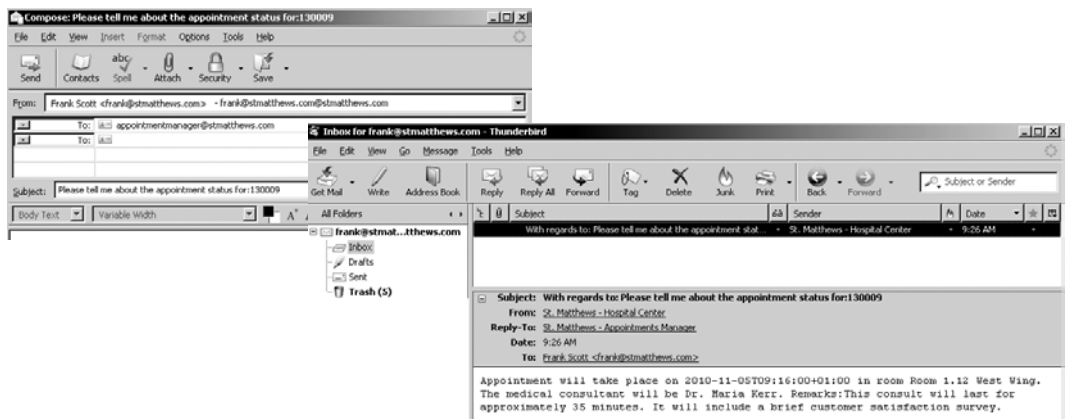 Compose: Please tell me about the appointment status for:130009
File Edit View Insert Format Options Tools Help
Send Contacts Spell Attach Security Save
From: Frank Scott <frank@stmatthews.com> - frank@stmatthews.com@stmatthews.com
To: appointmentmanager@stmatthews.com
To:
Subject: Please tell me about the appointment status for:130009
Body Text Variable Width
Inbox for frank@stmatthews.com - Thunderbird
File Edit View Go Message Tools Help
Get Mail Write Address Book Reply Reply All Forward Tag Delete Junk Print Back Forward Subject or Sender
All Folders
frank@stmat...tthews.com
Inbox
Drafts
Sent
Trash (5)
Subject Sender Date
With regards to: Please tell me about the appointment stat... St. Matthews - Hospital Center 9:26 AM
Subject: With regards to: Please tell me about the appointment status for:130009
From: St. Matthews - Hospital Center
Reply-To: St. Matthews - Appointments Manager
Date: 9:26 AM
To: Frank Scott <frank@stmatthews.com>
Appointment will take place on 2010-11-05T09:16:00+01:00 in room Room 1.12 West Wing.
The medical consultant will be Dr. Maria Kerr. Remarks:This consult will last for
approximately 35 minutes. It will include a brief customer satisfaction survey.